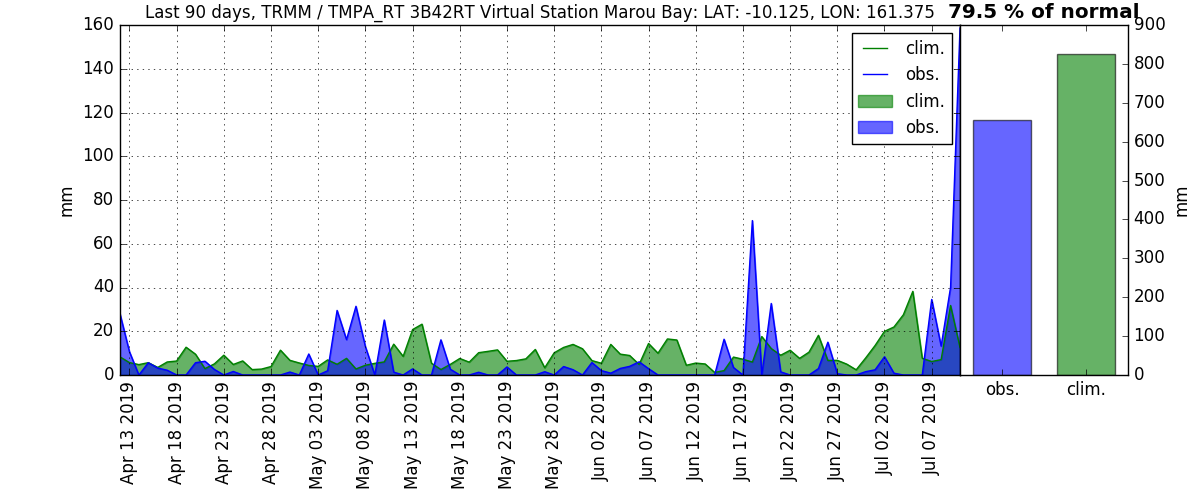 Last 90 days, TRMM / TMPA_RT 3B42RT Virtual Station Marou Bay: LAT: -10.125, LON: 161.375 79.5 % of normal
160
140
120
100
80
60
40
20
0
mm
clim.
obs.
clim.
obs.
900
800
700
600
500
400
300
200
100
0
mm
obs. clim.
Apr 13 2019
Apr 18 2019
Apr 23 2019
Apr 28 2019
May 03 2019
May 08 2019
May 13 2019
May 18 2019
May 23 2019
May 28 2019
Jun 02 2019
Jun 07 2019
Jun 12 2019
Jun 17 2019
Jun 22 2019
Jun 27 2019
Jul 02 2019
Jul 07 2019